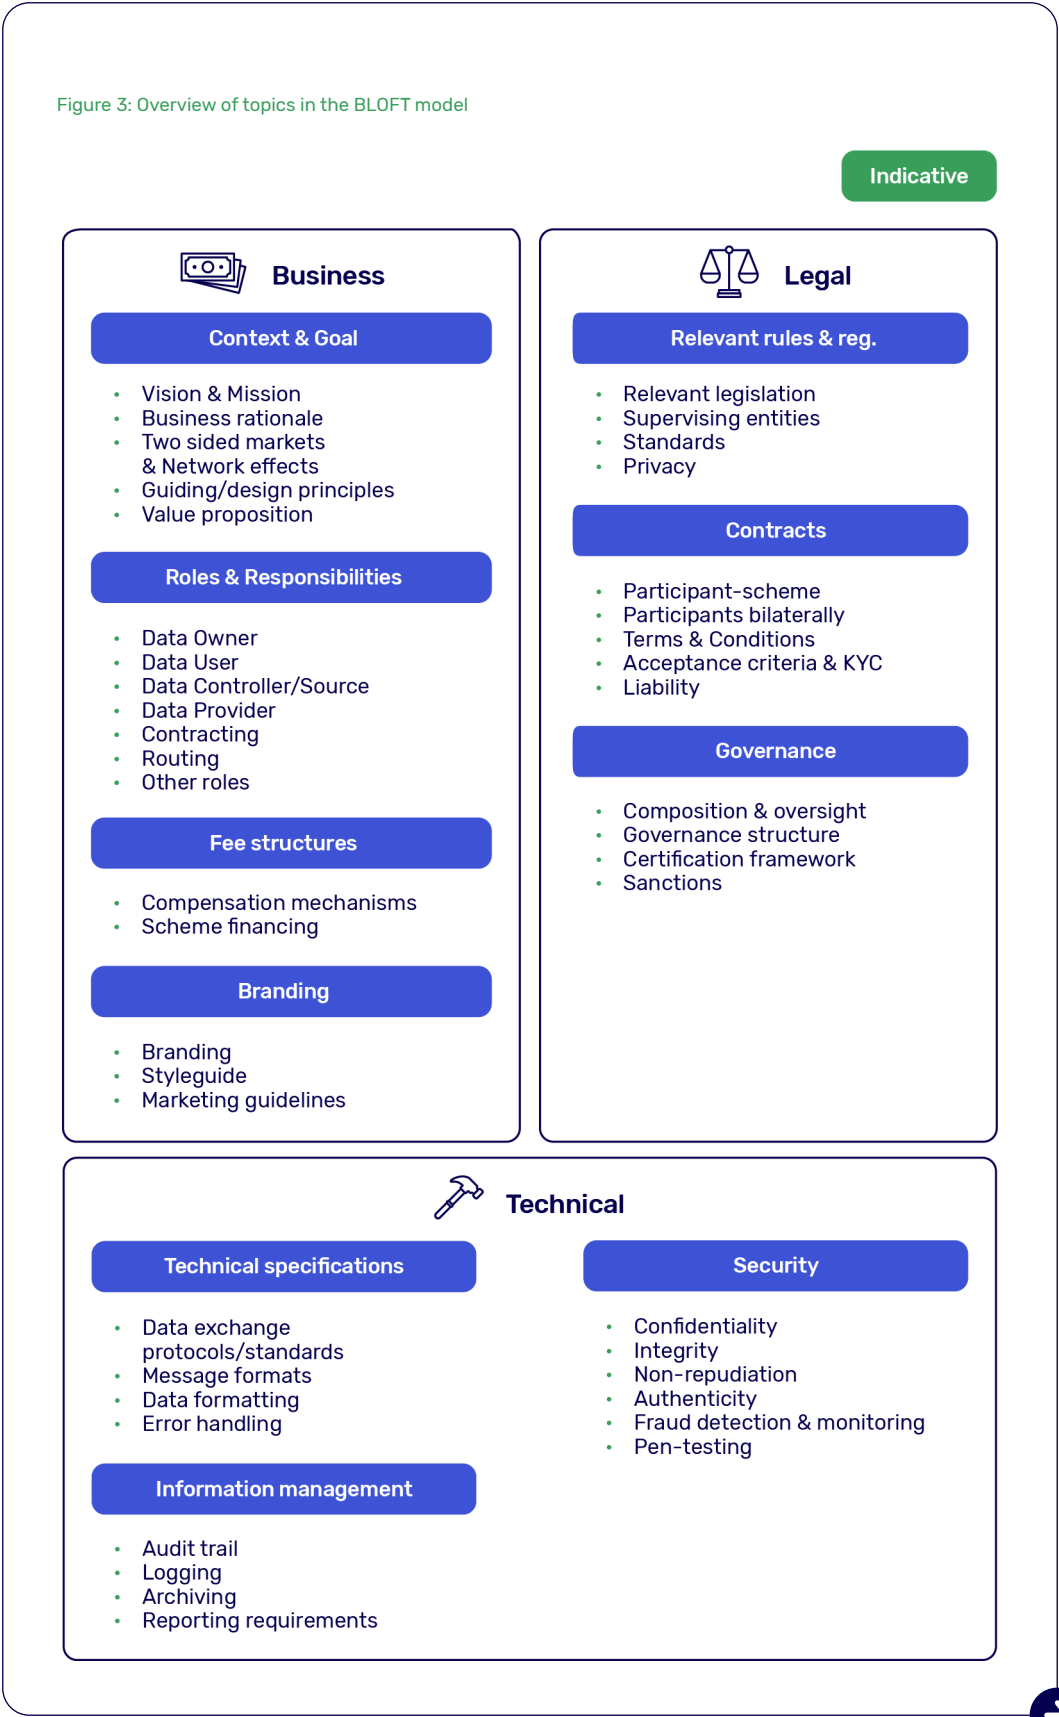 Figure 3: Overview of topics in the BLOFT model
Indicative
Business
Context & Goal
Vision & Mission
Business rationale
Two sided markets
& Network effects
Guiding/design principles
Value proposition
Roles & Responsibilities
Data Owner
Data User
Data Controller/Source
Data Provider
Contracting
Routing
Other roles
Fee structures
Compensation mechanisms
Scheme financing
Branding
Branding
Styleguide
Marketing guidelines
Legal
Relevant rules & reg.
Relevant legislation
Supervising entities
Standards
Privacy
Contracts
Participant-scheme
Participants bilaterally
Terms & Conditions
Acceptance criteria & KYC
Liability
Governance
Composition & oversight
Governance structure
Certification framework
Sanctions
Technical
Technical specifications
Data exchange
protocols/standards
Message formats
Data formatting
Error handling
Information management
Audit trail
Logging
Archiving
Reporting requirements
Security
Confidentiality
Integrity
Non-repudiation
Authenticity
Fraud detection & monitoring
Pen-testing